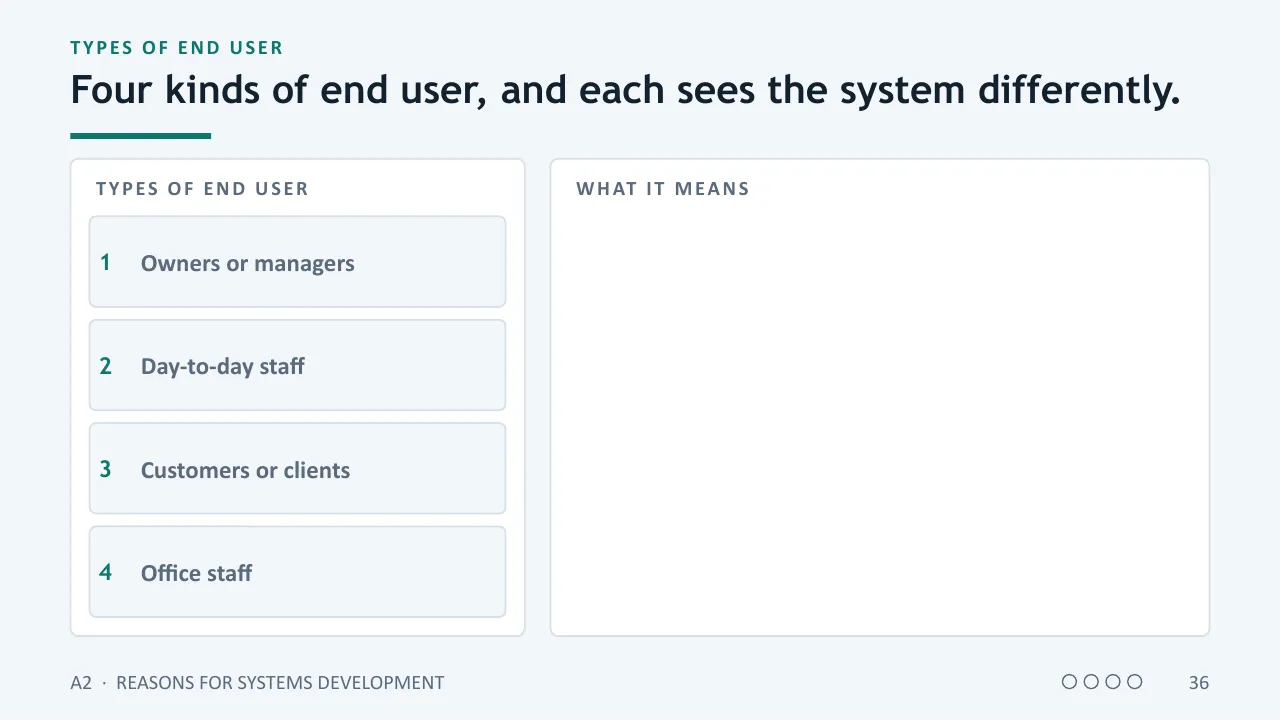 TYPES OF END USER
Four kinds of end user, and each sees the system differently.
TYPES OF END USER
1 Owners or managers
2 Day-to-day staff
3 Customers or clients
4 Office staff
WHAT IT MEANS
A2 · REASONS FOR SYSTEMS DEVELOPMENT
36